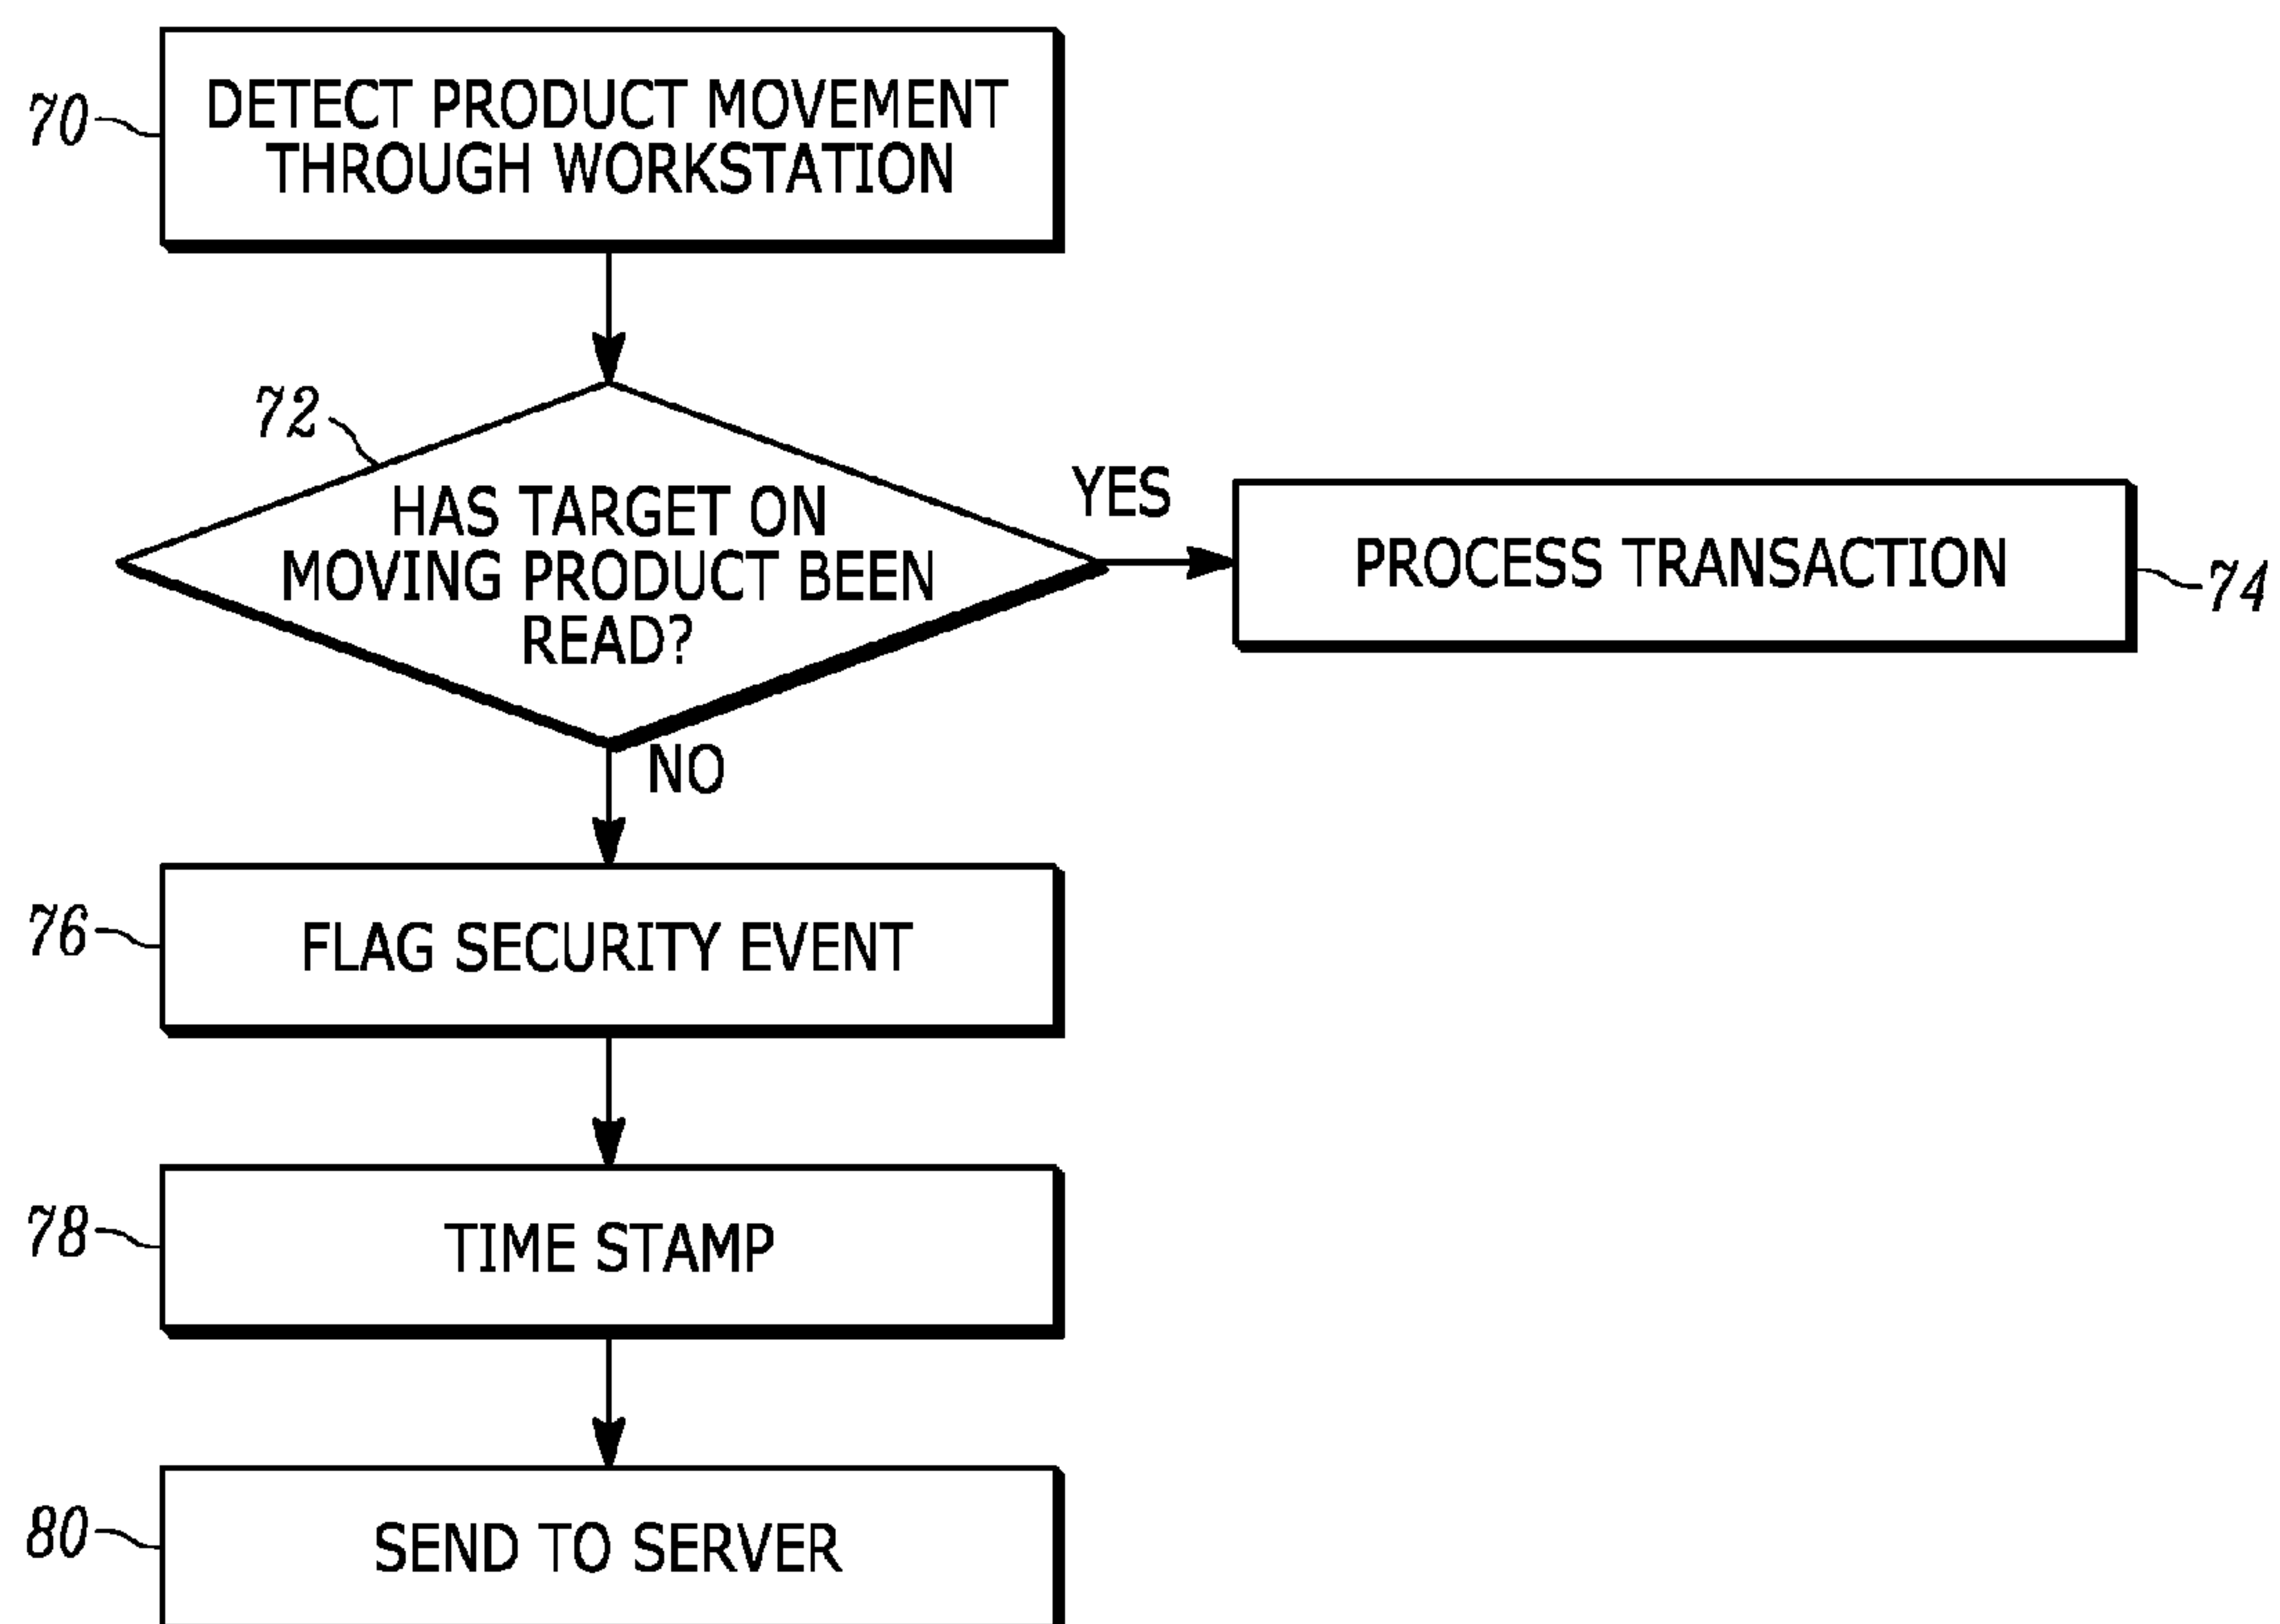 70
DETECT PRODUCT MOVEMENT
THROUGH WORKSTATION
72
HAS TARGET ON
MOVING PRODUCT BEEN
READ?
YES
PROCESS TRANSACTION
74
NO
76
FLAG SECURITY EVENT
78
TIME STAMP
80
SEND TO SERVER